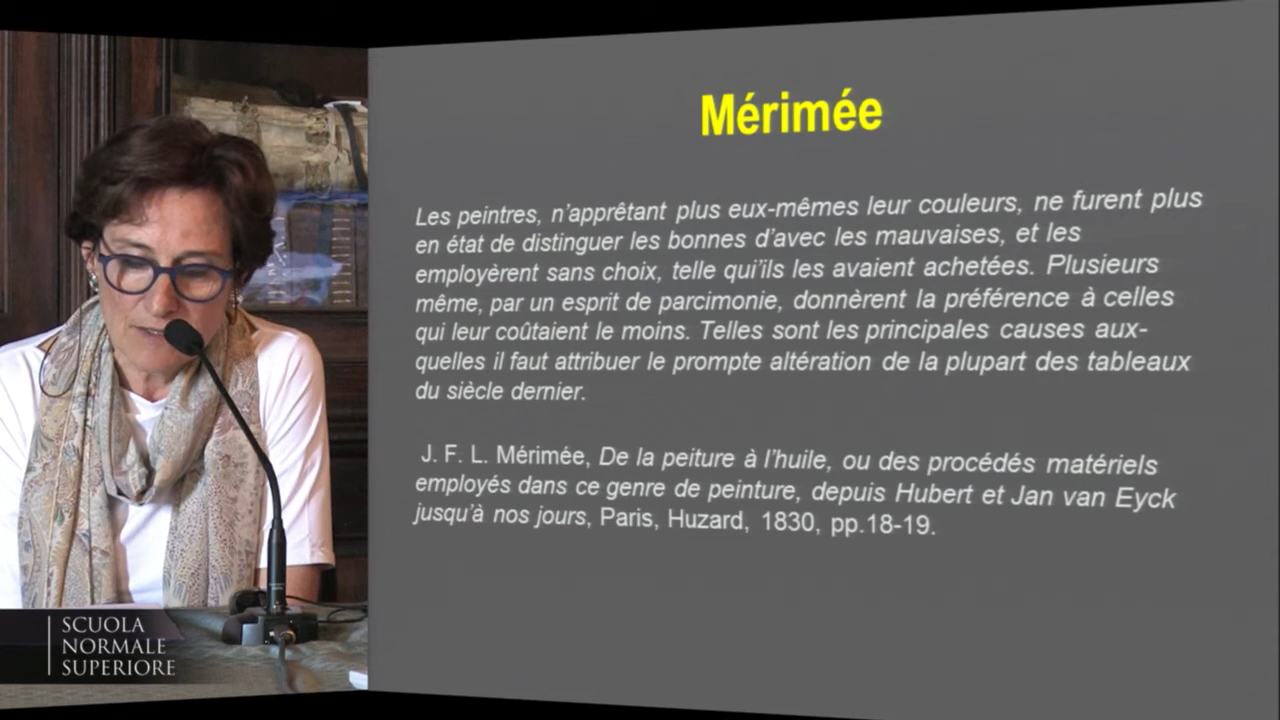 Mérimée
Les peintres, n'apprêtant plus eux-mêmes leur couleurs, ne furent plus
en état de distinguer les bonnes d'avec les mauvaises, et les
employèrent sans choix, telle qui'ils les avaient achetées. Plusieurs
même, par un esprit de parcimonie, donnèrent la préférence à celles
qui leur coûtaient le moins. Telles sont les principales causes aux-
quelles il faut attribuer le prompte altération de la plupart des tableaux
du siècle dernier.
J. F. L. Mérimée, De la peiture à l'huile, ou des procédés matériels
employés dans ce genre de peinture, depuis Hubert et Jan van Eyck
jusqu'à nos jours, Paris, Huzard, 1830, pp.18-19.
SCUOLA
NORMALE
SUPERIORE